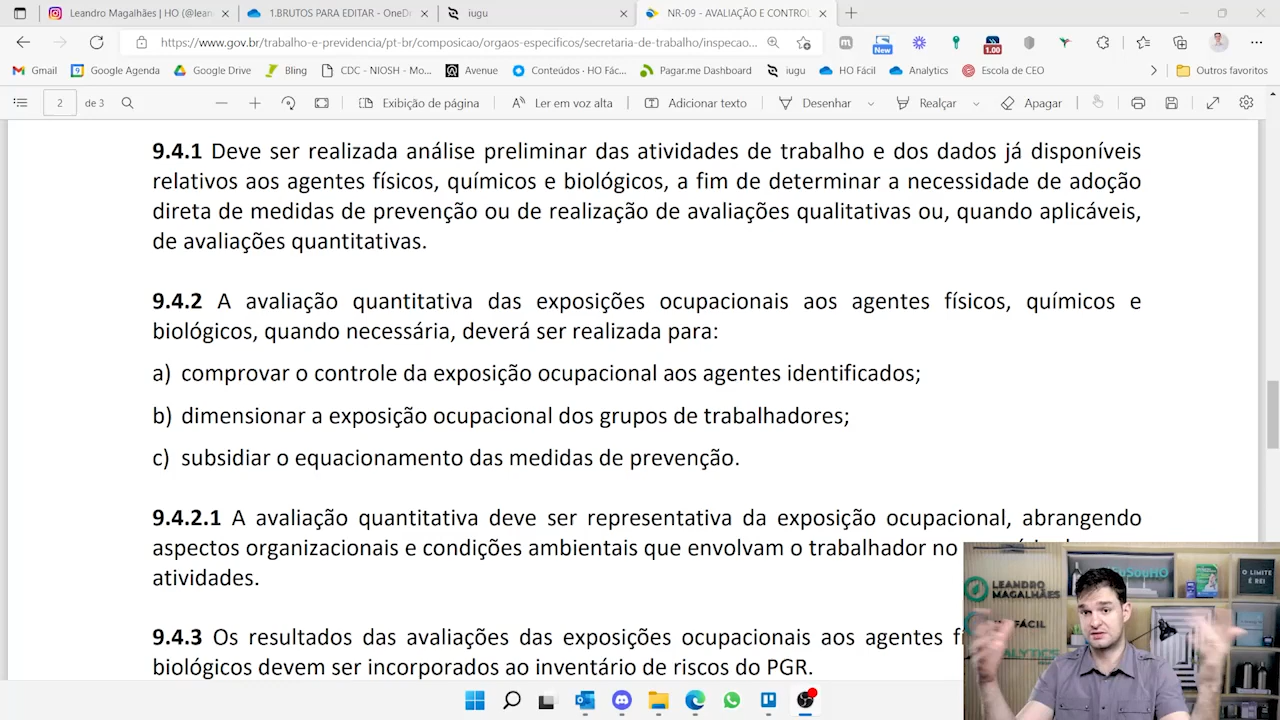 Leandro Magalhães | HO (@lean
1.BRUTOS PARA EDITAR - OneD
iugu
NR-09 - AVALIAÇÃO E CONTROL
https://www.gov.br/trabalho-e-previdencia/pt-br/composicao/orgaos-especificos/secretaria-de-trabalho/inspecao...
New
1.00
Gmail
Google Agenda
Google Drive
Bling
CDC - NIOSH - Mo...
Avenue
Conteúdos · HO Fác...
Pagar.me Dashboard
iugu
HO Fácil
Analytics
Escola de CEO
Outros favoritos
2 de 3
Exibição de página
Ler em voz alta
Adicionar texto
Desenhar
Realçar
Apagar
9.4.1 Deve ser realizada análise preliminar das atividades de trabalho e dos dados já disponíveis
relativos aos agentes físicos, químicos e biológicos, a fim de determinar a necessidade de adoção
direta de medidas de prevenção ou de realização de avaliações qualitativas ou, quando aplicáveis,
de avaliações quantitativas.
9.4.2 A avaliação quantitativa das exposições ocupacionais aos agentes físicos, químicos e
biológicos, quando necessária, deverá ser realizada para:
a) comprovar o controle da exposição ocupacional aos agentes identificados;
b) dimensionar a exposição ocupacional dos grupos de trabalhadores;
c) subsidiar o equacionamento das medidas de prevenção.
9.4.2.1 A avaliação quantitativa deve ser representativa da exposição ocupacional, abrangendo
aspectos organizacionais e condições ambientais que envolvam o trabalhador no
atividades.
9.4.3 Os resultados das avaliações das exposições ocupacionais aos agentes
biológicos devem ser incorporados ao inventário de riscos do PGR.
LEANDRO
MAGALHÃES
O LIMITE
É REI